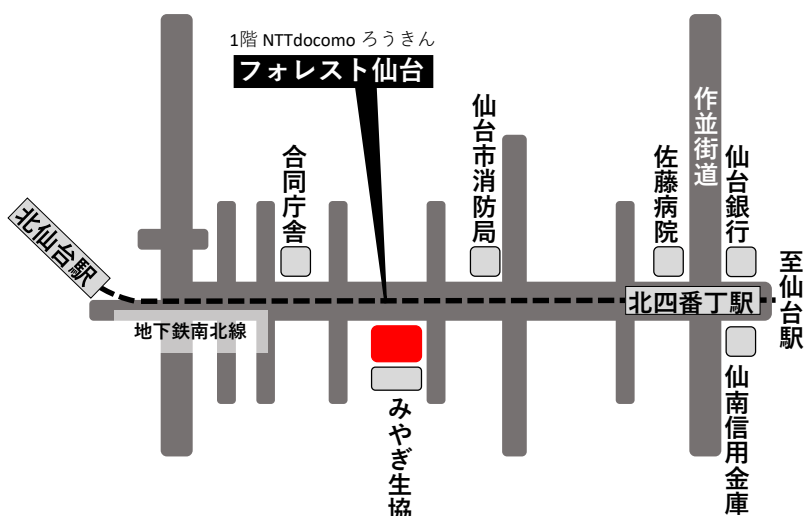 1階 NTTdocomo ろうきん
フォレスト仙台
作並街道
仙台市消防局
合同庁舎
佐藤病院
仙台銀行
北仙台駅
至仙台駅
北四番丁駅
地下鉄南北線
みやぎ生協
仙南信用金庫